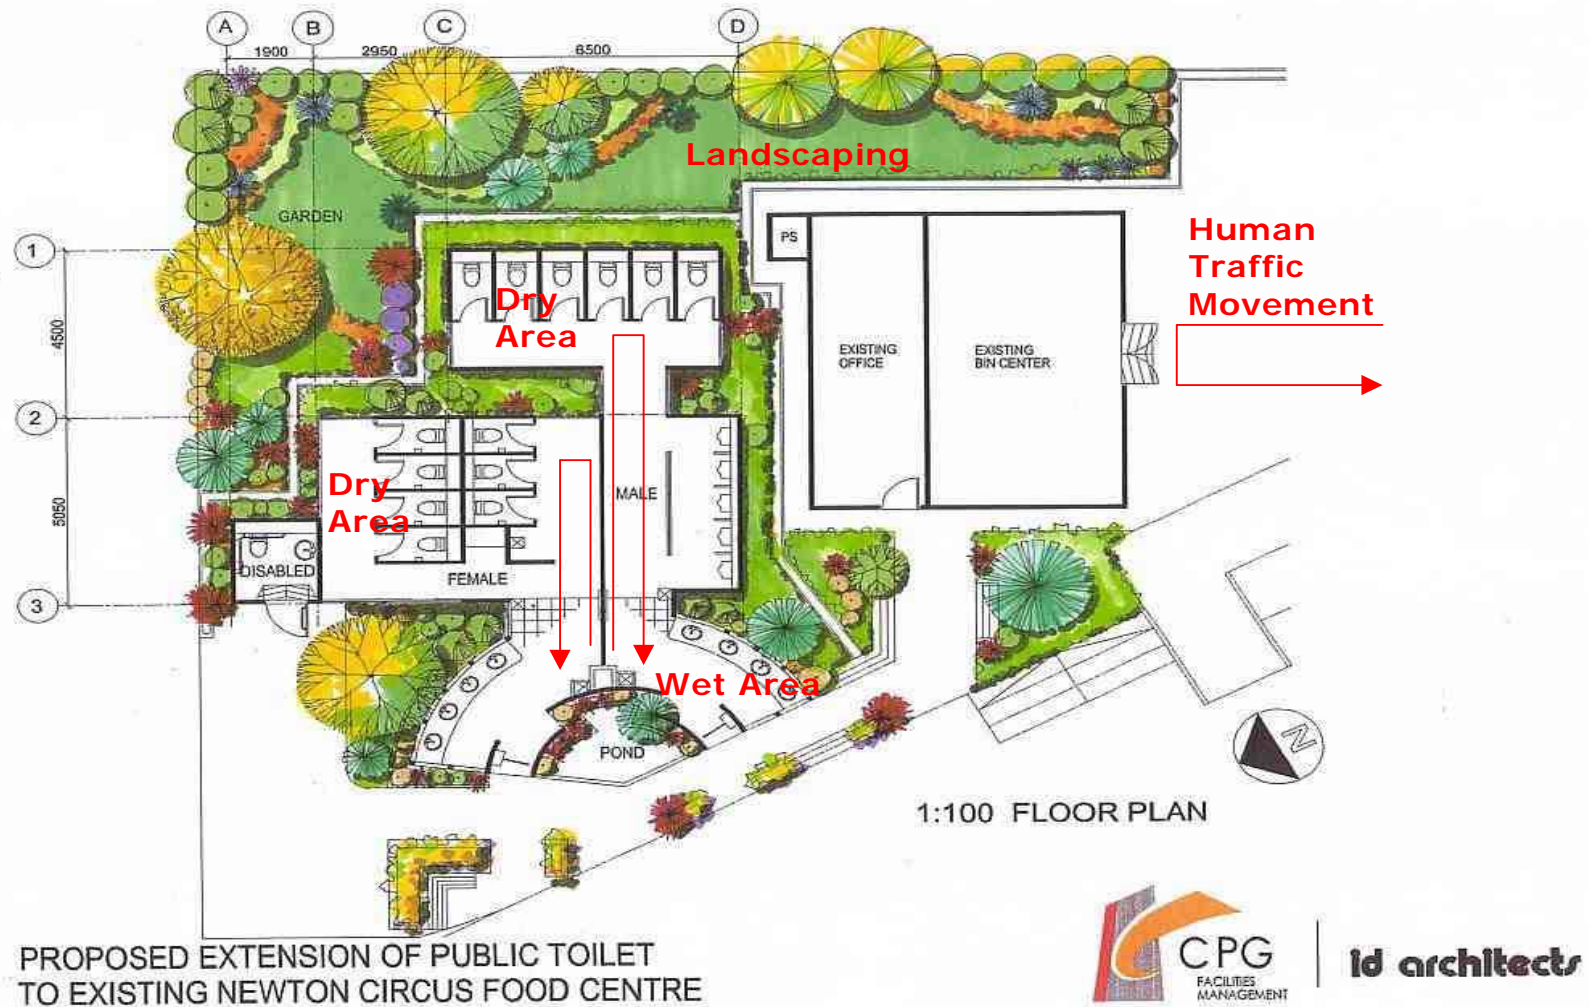 A
B
C
D
1900
2950
6500
Landscaping
GARDEN
1
PS
Human
Traffic
Movement
Dry
Area
4500
EXISTING
OFFICE
EXISTING
BIN CENTER
2
Dry
Area
MALE
5050
DISABLED
FEMALE
3
Wet Area
POND
N
1:100 FLOOR PLAN
PROPOSED EXTENSION OF PUBLIC TOILET
TO EXISTING NEWTON CIRCUS FOOD CENTRE
CPG
FACILITIES
MANAGEMENT
id architects